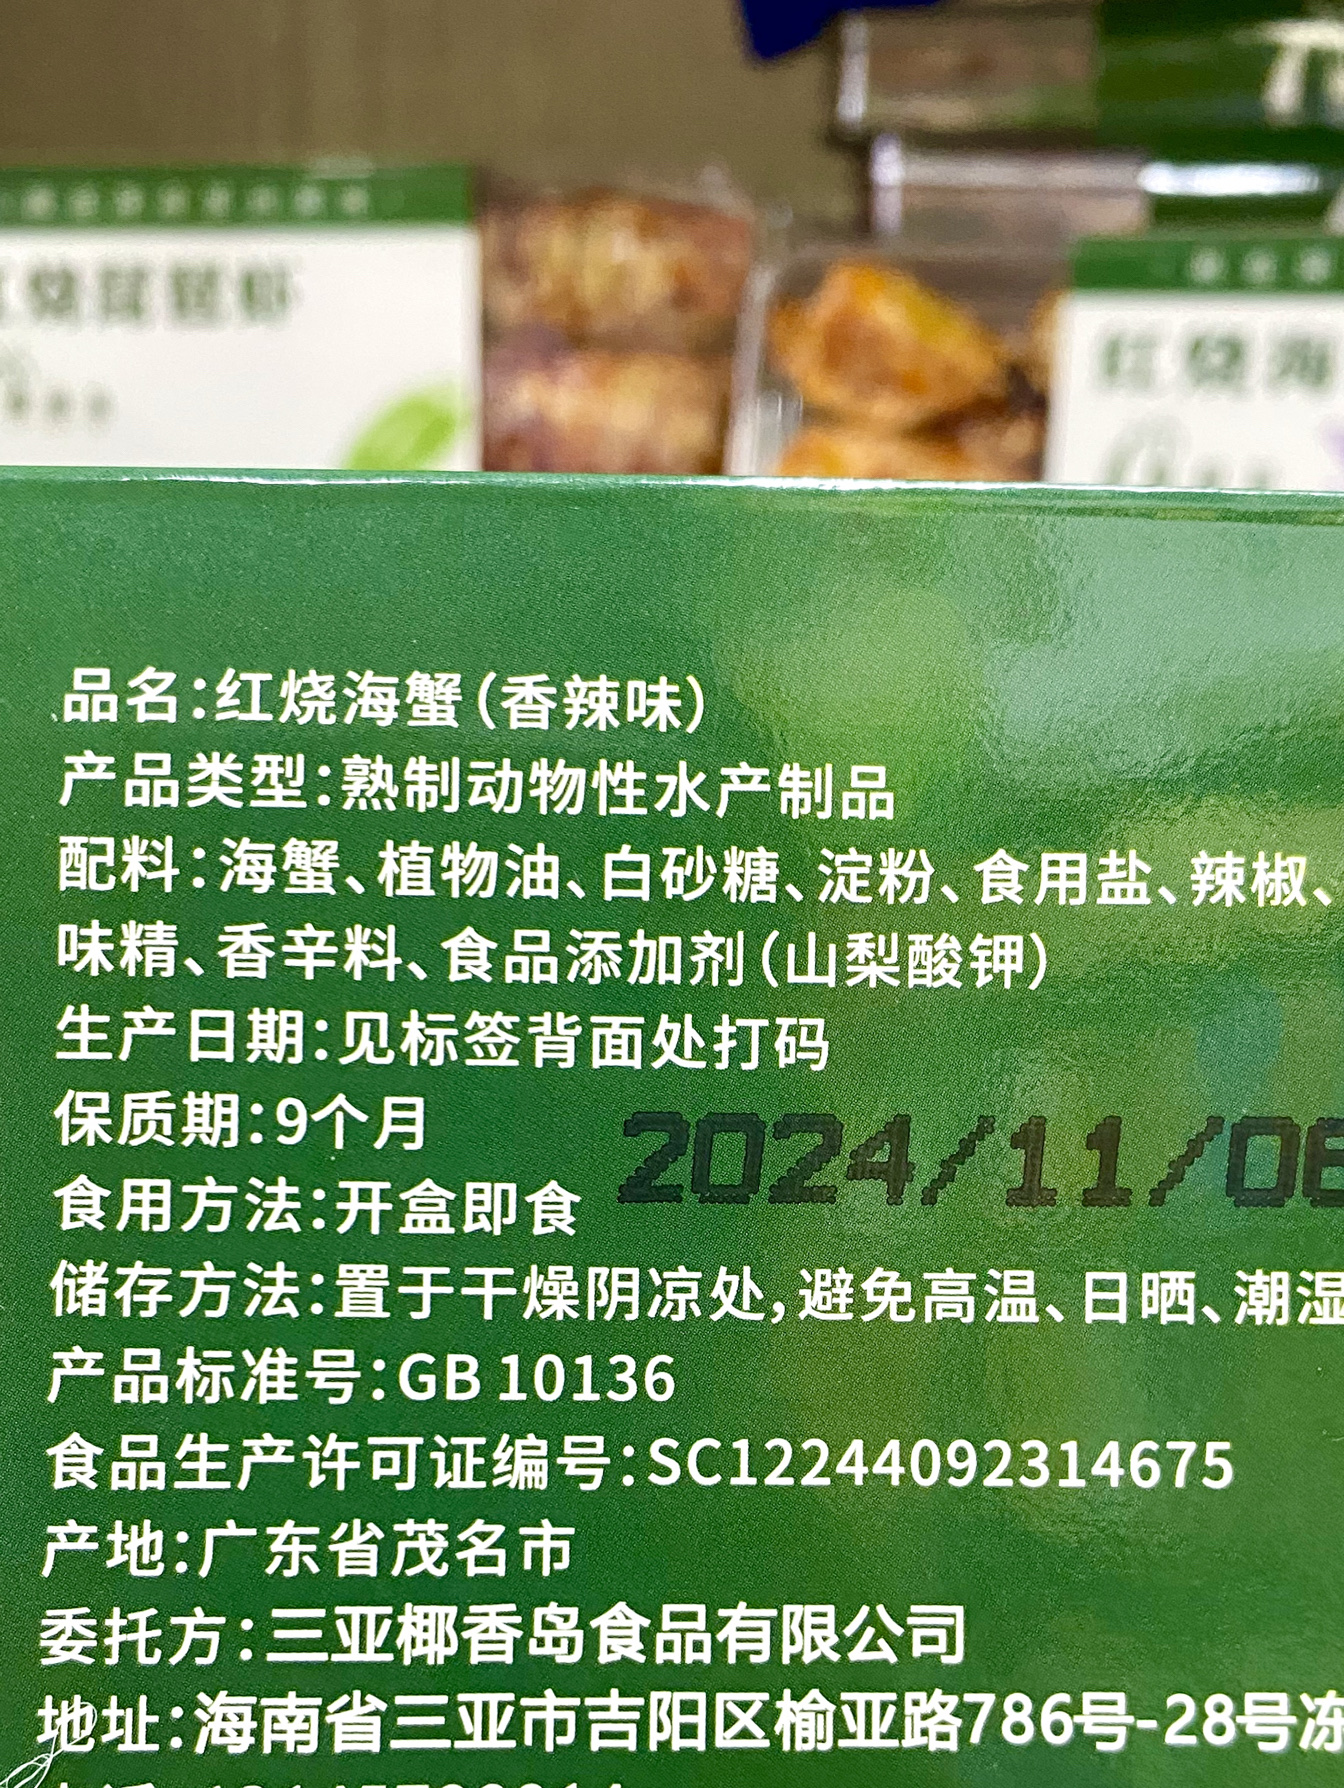 红烧海
品名：红烧海蟹（香辣味）
产品类型：熟制动物性水产制品
配料：海蟹、植物油、白砂糖、淀粉、食用盐、辣椒、
味精、香辛料、食品添加剂（山梨酸钾）
生产日期：见标签背面处打码
保质期：9个月
2024/11/0
食用方法：开盒即食
储存方法：置于干燥阴凉处，避免高温、日晒、潮湿
产品标准号：GB 10136
食品生产许可证编号：SC12244092314675
产地：广东省茂名市
委托方：三亚椰香岛食品有限公司
地址：海南省三亚市吉阳区榆亚路786号-28号冻